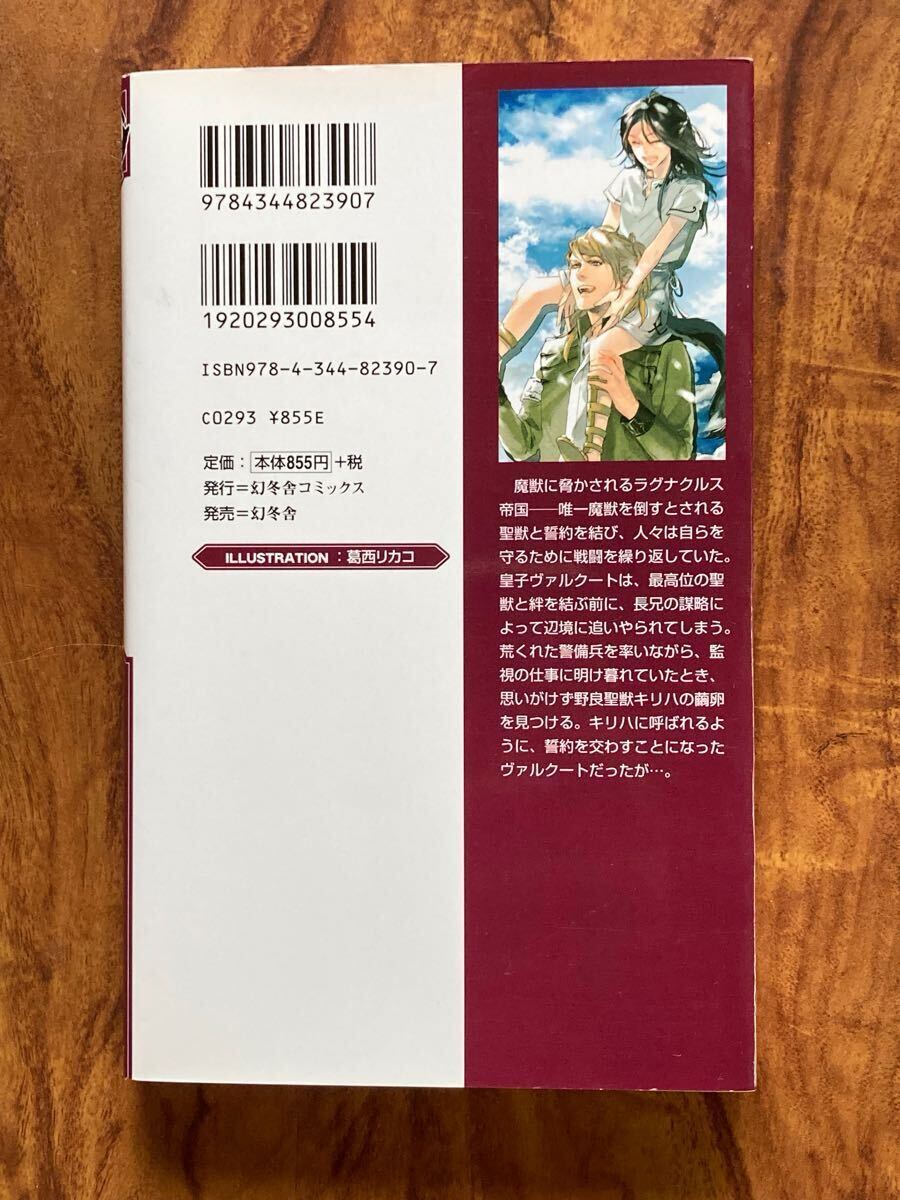 9784344823907
1920293008554
ISBN978-4-344-82390-7
C0293 ¥855E
定価：本体855円+税
発行＝幻冬舎コミックス
発売＝幻冬舎
ILLUSTRATION：葛西リカコ
魔獣に脅かされるラグナクルス
帝国──唯一魔獣を倒すとされる
聖獣と誓約を結び、人々は自らを
守るために戦闘を繰り返していた。
皇子ヴァルクートは、最高位の聖
獣と絆を結ぶ前に、長兄の謀略に
よって辺境に追いやられてしまう。
荒くれた警備兵を率いながら、監
視の仕事に明け暮れていたとき、
思いがけず野良聖獣キリハの繭卵
を見つける。キリハに呼ばれるよ
うに、誓約を交わすことになった
ヴァルクートだったが…。